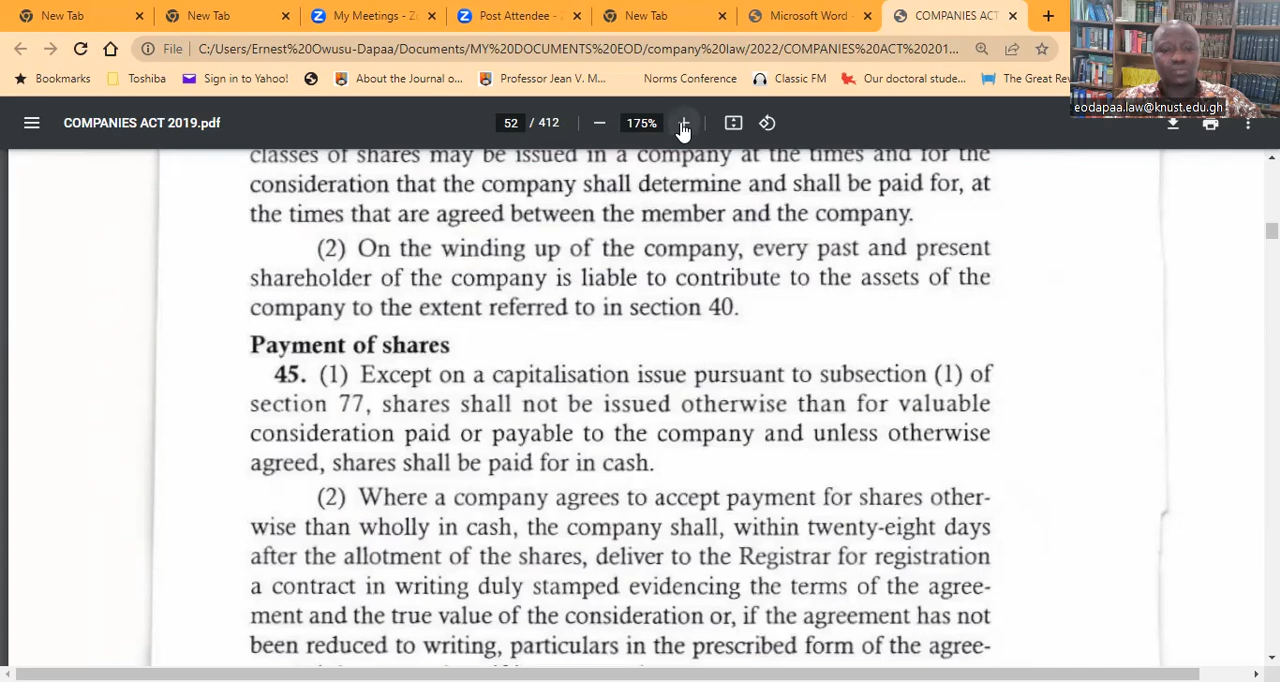 New Tab
New Tab
My Meetings - Z
Post Attendee -
New Tab
Microsoft Word -
COMPANIES ACT
File
C:/Users/Ernest%20Owusu-Dapaa/Documents/MY%20DOCUMENTS%20EOD/company%20law/2022/COMPANIES%20ACT%20201...
Bookmarks
Toshiba
Sign in to Yahoo!
About the Journal o...
Professor Jean V. M...
Norms Conference
Classic FM
Our doctoral stude...
The Great Rev
eodapaa.law@knust.edu.gh
COMPANIES ACT 2019.pdf
52 / 412
175%
classes of shares may be issued in a company at the times and for the
consideration that the company shall determine and shall be paid for, at
the times that are agreed between the member and the company.
(2) On the winding up of the company, every past and present
shareholder of the company is liable to contribute to the assets of the
company to the extent referred to in section 40.
Payment of shares
45. (1) Except on a capitalisation issue pursuant to subsection (1) of
section 77, shares shall not be issued otherwise than for valuable
consideration paid or payable to the company and unless otherwise
agreed, shares shall be paid for in cash.
(2) Where a company agrees to accept payment for shares other-
wise than wholly in cash, the company shall, within twenty-eight days
after the allotment of the shares, deliver to the Registrar for registration
a contract in writing duly stamped evidencing the terms of the agree-
ment and the true value of the consideration or, if the agreement has not
been reduced to writing, particulars in the prescribed form of the agree-